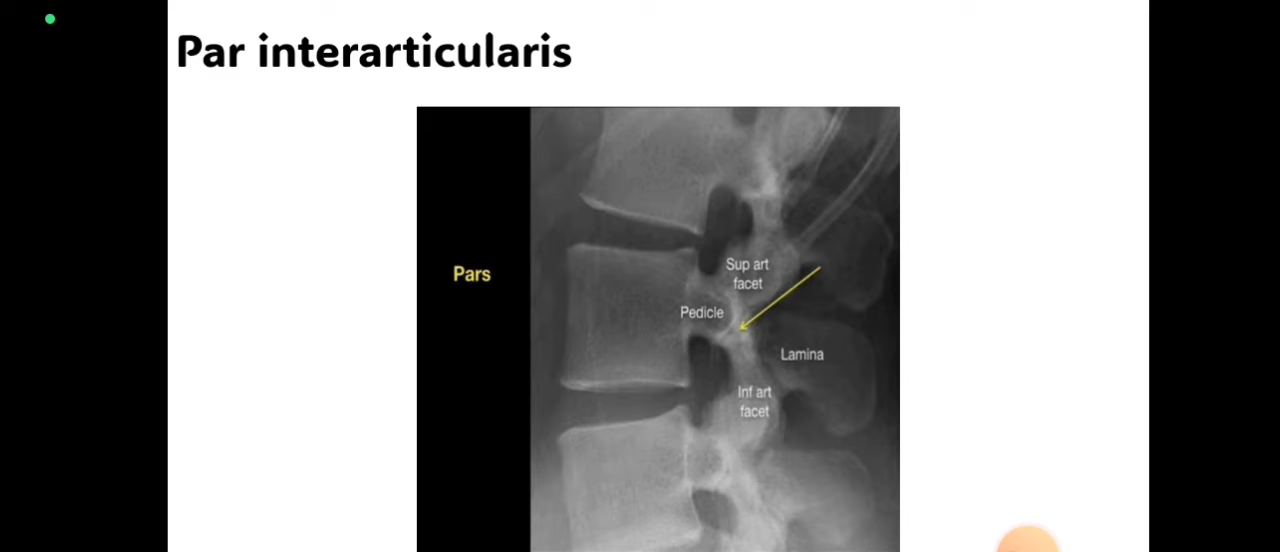 Par interarticularis
Pars
Sup art
facet
Pedicle
Lamina
Inf art
facet